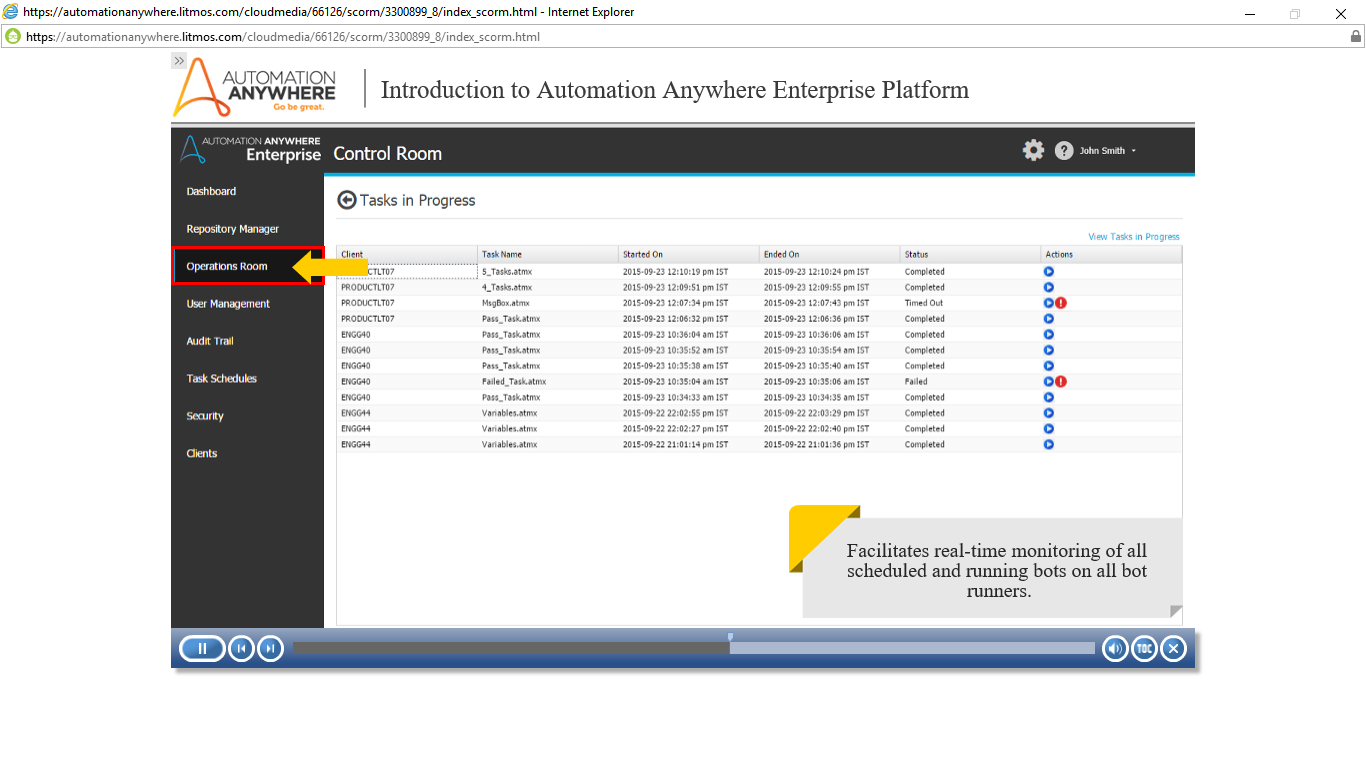 https://automationanywhere.litmos.com/cloudmedia/66126/scorm/3300899_8/index_scorm.html - Internet Explorer
https://automationanywhere.litmos.com/cloudmedia/66126/scorm/3300899_8/index_scorm.html
AUTOMATION
ANYWHERE
Go be great.
Introduction to Automation Anywhere Enterprise Platform
AUTOMATION ANYWHERE
Enterprise
Control Room
John Smith
Dashboard
Repository Manager
Operations Room
User Management
Audit Trail
Task Schedules
Security
Clients
Tasks in Progress
View Tasks in Progress
Client Task Name Started On Ended On Status Actions
CTLT07 5_Tasks.atmx 2015-09-23 12:10:19 pm IST 2015-09-23 12:10:24 pm IST Completed
PRODUCTLT07 4_Tasks.atmx 2015-09-23 12:09:51 pm IST 2015-09-23 12:09:55 pm IST Completed
PRODUCTLT07 MsgBox.atmx 2015-09-23 12:07:34 pm IST 2015-09-23 12:07:43 pm IST Timed Out
PRODUCTLT07 Pass_Task.atmx 2015-09-23 12:06:32 pm IST 2015-09-23 12:06:36 pm IST Completed
ENGG40 Pass_Task.atmx 2015-09-23 10:36:04 am IST 2015-09-23 10:36:06 am IST Completed
ENGG40 Pass_Task.atmx 2015-09-23 10:35:52 am IST 2015-09-23 10:35:54 am IST Completed
ENGG40 Pass_Task.atmx 2015-09-23 10:35:38 am IST 2015-09-23 10:35:40 am IST Completed
ENGG40 Failed_Task.atmx 2015-09-23 10:35:04 am IST 2015-09-23 10:35:06 am IST Failed
ENGG40 Pass_Task.atmx 2015-09-23 10:34:33 am IST 2015-09-23 10:34:35 am IST Completed
ENGG44 Variables.atmx 2015-09-22 22:02:55 pm IST 2015-09-22 22:03:29 pm IST Completed
ENGG44 Variables.atmx 2015-09-22 22:02:27 pm IST 2015-09-22 22:02:40 pm IST Completed
ENGG44 Variables.atmx 2015-09-22 21:01:14 pm IST 2015-09-22 21:01:36 pm IST Completed
Facilitates real-time monitoring of all
scheduled and running bots on all bot
runners.
TOC